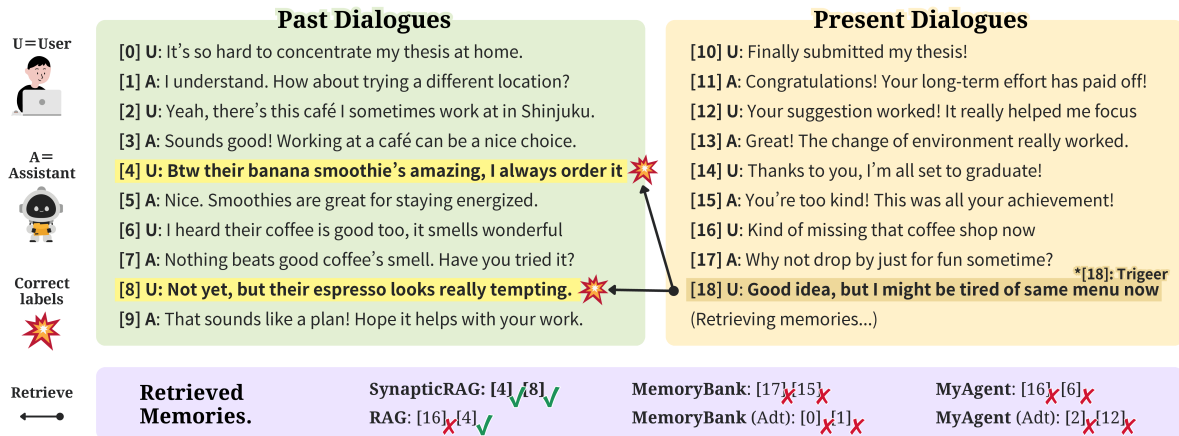 Past Dialogues
Present Dialogues
U=User
A=
Assistant
Correct
labels
Retrieve
[0] U: It's so hard to concentrate my thesis at home.
[1] A: I understand. How about trying a different location?
[2] U: Yeah, there's this café I sometimes work at in Shinjuku.
[3] A: Sounds good! Working at a café can be a nice choice.
[4] U: Btw their banana smoothie's amazing, I always order it
[5] A: Nice. Smoothies are great for staying energized.
[6] U: I heard their coffee is good too, it smells wonderful
[7] A: Nothing beats good coffee's smell. Have you tried it?
[8] U: Not yet, but their espresso looks really tempting.
[9] A: That sounds like a plan! Hope it helps with your work.
[10] U: Finally submitted my thesis!
[11] A: Congratulations! Your long-term effort has paid off!
[12] U: Your suggestion worked! It really helped me focus
[13] A: Great! The change of environment really worked.
[14] U: Thanks to you, I'm all set to graduate!
[15] A: You're too kind! This was all your achievement!
[16] U: Kind of missing that coffee shop now
[17] A: Why not drop by just for fun sometime?
*[18]: Trigeer
[18] U: Good idea, but I might be tired of same menu now
(Retrieving memories...)
Retrieved
Memories.
SynapticRAG: [4]✓[8]✓
RAG: [16]✗[4]✓
MemoryBank: [17]✗[15]✗
MemoryBank (Adt): [0]✗[1]✗
MyAgent: [16]✗[6]✗
MyAgent (Adt): [2]✗[12]✗